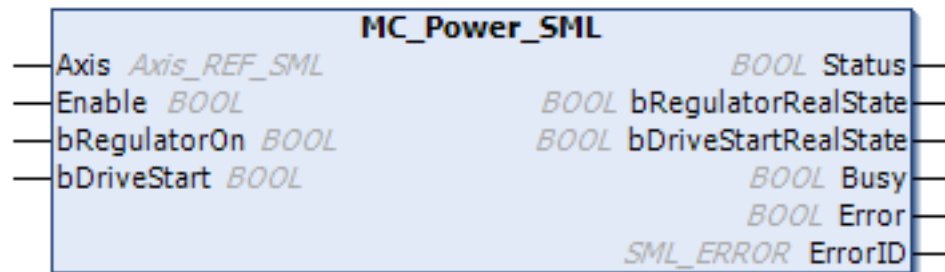 MC_Power_SML
Axis Axis_REF_SML BOOL Status
Enable BOOL BOOL bRegulatorRealState
bRegulatorOn BOOL BOOL bDriveStartRealState
bDriveStart BOOL BOOL Busy
BOOL Error
SML_ERROR ErrorID